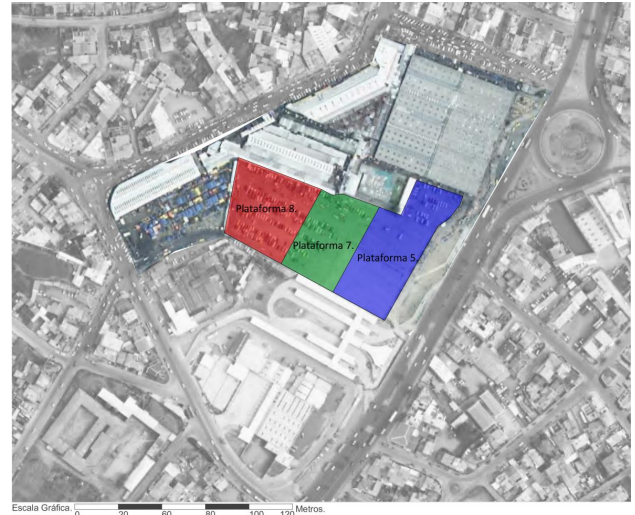 Plataforma 8.
Plataforma 7.
Plataforma 5.
Escala Gráfica.
Metros.
0 20 60 80 100 120